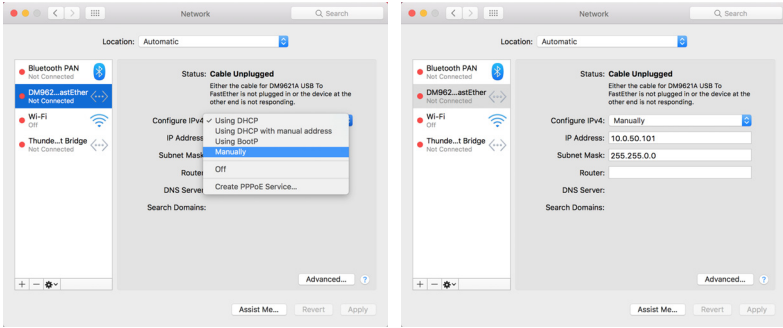 Network
Search
Location: Automatic
Bluetooth PAN
Not Connected
DM962...astEther
Not Connected
Wi-Fi
Off
Thunde...t Bridge
Not Connected
Status: Cable Unplugged
Either the cable for DM9621A USB To
FastEther is not plugged in or the device at the
other end is not responding.
Configure IPv4
Using DHCP
Using DHCP with manual address
Using BootP
Manually
Off
Create PPPoE Service...
IP Address
Subnet Mask
Router
DNS Server
Search Domains:
Advanced... ?
Assist Me... Revert Apply
Network
Search
Location: Automatic
Bluetooth PAN
Not Connected
DM962...astEther
Not Connected
Wi-Fi
Off
Thunde...t Bridge
Not Connected
Status: Cable Unplugged
Either the cable for DM9621A USB To
FastEther is not plugged in or the device at the
other end is not responding.
Configure IPv4: Manually
IP Address: 10.0.50.101
Subnet Mask: 255.255.0.0
Router:
DNS Server:
Search Domains:
Advanced... ?
Assist Me... Revert Apply